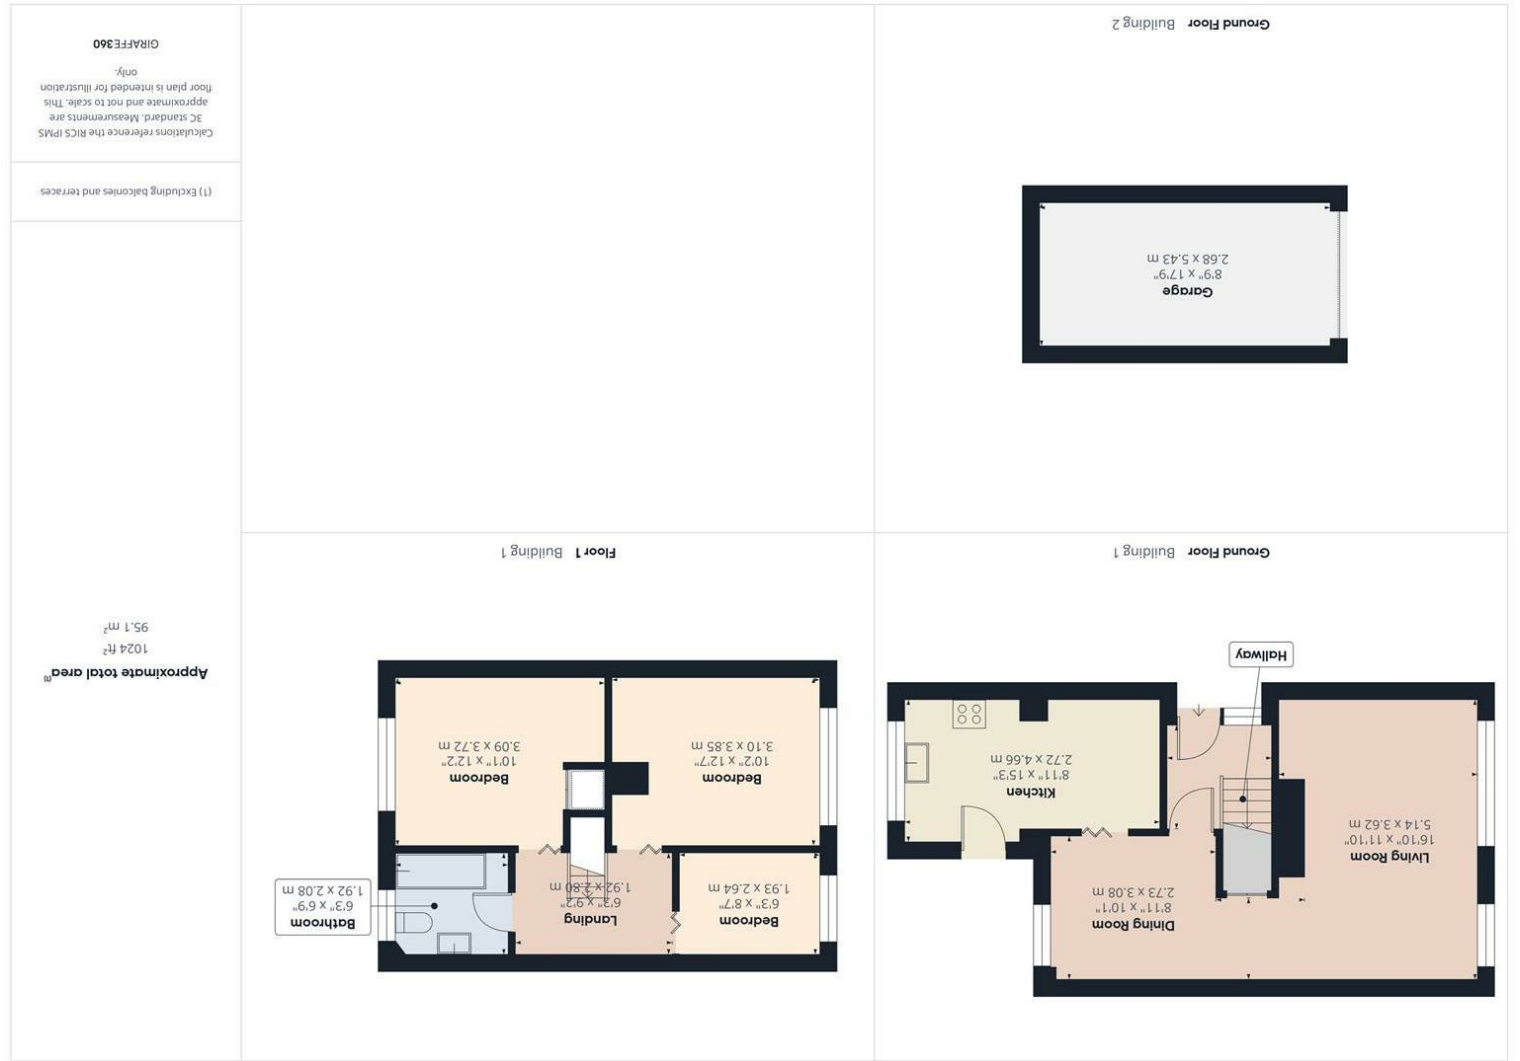 Dining Room
8'11" x 10'1"
2.73 x 3.08 m
Living Room
16'10" x 11'10"
5.14 x 3.62 m
Kitchen
8'11" x 15'3"
2.72 x 4.66 m
Hallway
Ground Floor Building 1
Bedroom
6'3" x 8'7"
1.93 x 2.64 m
Landing
6'3" x 9'2"
1.92 x 2.80 m
Bathroom
6'3" x 6'9"
1.92 x 2.08 m
Bedroom
10'2" x 12'7"
3.10 x 3.85 m
Bedroom
10'1" x 12'2"
3.09 x 3.72 m
Floor 1 Building 1
Garage
8'9" x 17'9"
2.68 x 5.43 m
Ground Floor Building 2
Approximate total area(1)
1024 ft²
95.1 m²
(1) Excluding balconies and terraces
Calculations reference the RICS IPMS
3C standard. Measurements are
approximate and not to scale. This
floor plan is intended for illustration
only.
GIRAFFE360